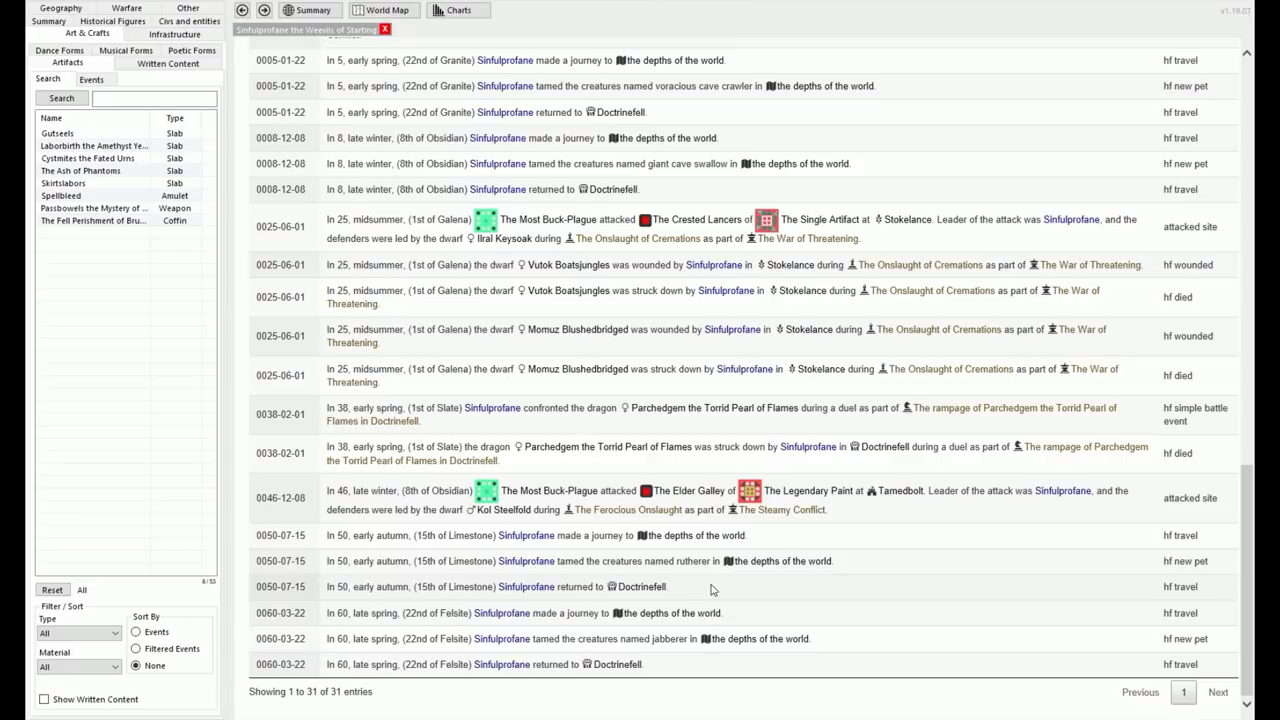 Geography Warfare Other
Summary Historical Figures Civs and entities
Art & Crafts Infrastructure
Dance Forms Musical Forms Poetic Forms
Artifacts Written Content
Search Events
Search
Name Type
Gutseels Slab
Laborbirth the Amethyst Ye... Slab
Cystmites the Fated Urns Slab
The Ash of Phantoms Slab
Skirtslabors Slab
Spellbleed Amulet
Passbowels the Mystery of ... Weapon
The Fell Perishment of Bru... Coffin
8/53
Reset All
Filter / Sort
Type
All
Material
All
Sort By
Events
Filtered Events
None
Show Written Content
Summary World Map Charts v1.19.07
Sinfulprofane the Weevils of Starting X
0005-01-22 In 5, early spring, (22nd of Granite) Sinfulprofane made a journey to the depths of the world. hf travel
0005-01-22 In 5, early spring, (22nd of Granite) Sinfulprofane tamed the creatures named voracious cave crawler in the depths of the world. hf new pet
0005-01-22 In 5, early spring, (22nd of Granite) Sinfulprofane returned to Doctrinefell. hf travel
0008-12-08 In 8, late winter, (8th of Obsidian) Sinfulprofane made a journey to the depths of the world. hf travel
0008-12-08 In 8, late winter, (8th of Obsidian) Sinfulprofane tamed the creatures named giant cave swallow in the depths of the world. hf new pet
0008-12-08 In 8, late winter, (8th of Obsidian) Sinfulprofane returned to Doctrinefell. hf travel
0025-06-01 In 25, midsummer, (1st of Galena) The Most Buck-Plague attacked The Crested Lancers of The Single Artifact at Stokelance. Leader of the attack was Sinfulprofane, and the attacked site
defenders were led by the dwarf ♀ Ilral Keysoak during The Onslaught of Cremations as part of The War of Threatening.
0025-06-01 In 25, midsummer, (1st of Galena) the dwarf ♀ Vutok Boatsjungles was wounded by Sinfulprofane in Stokelance during The Onslaught of Cremations as part of The War of Threatening. hf wounded
0025-06-01 In 25, midsummer, (1st of Galena) the dwarf ♀ Vutok Boatsjungles was struck down by Sinfulprofane in Stokelance during The Onslaught of Cremations as part of The War of hf died
Threatening.
0025-06-01 In 25, midsummer, (1st of Galena) the dwarf ♀ Momuz Blushedbridged was wounded by Sinfulprofane in Stokelance during The Onslaught of Cremations as part of The War of hf wounded
Threatening.
0025-06-01 In 25, midsummer, (1st of Galena) the dwarf ♀ Momuz Blushedbridged was struck down by Sinfulprofane in Stokelance during The Onslaught of Cremations as part of The War of hf died
Threatening.
0038-02-01 In 38, early spring, (1st of Slate) Sinfulprofane confronted the dragon ♀ Parchedgem the Torrid Pearl of Flames during a duel as part of The rampage of Parchedgem the Torrid Pearl of hf simple battle
Flames in Doctrinefell. event
0038-02-01 In 38, early spring, (1st of Slate) the dragon ♀ Parchedgem the Torrid Pearl of Flames was struck down by Sinfulprofane in Doctrinefell during a duel as part of The rampage of Parchedgem hf died
the Torrid Pearl of Flames in Doctrinefell.
0046-12-08 In 46, late winter, (8th of Obsidian) The Most Buck-Plague attacked The Elder Galley of The Legendary Paint at Tamedbolt. Leader of the attack was Sinfulprofane, and the attacked site
defenders were led by the dwarf ♂ Kol Steelfold during The Ferocious Onslaught as part of The Steamy Conflict.
0050-07-15 In 50, early autumn, (15th of Limestone) Sinfulprofane made a journey to the depths of the world. hf travel
0050-07-15 In 50, early autumn, (15th of Limestone) Sinfulprofane tamed the creatures named rutherer in the depths of the world. hf new pet
0050-07-15 In 50, early autumn, (15th of Limestone) Sinfulprofane returned to Doctrinefell. hf travel
0060-03-22 In 60, late spring, (22nd of Felsite) Sinfulprofane made a journey to the depths of the world. hf travel
0060-03-22 In 60, late spring, (22nd of Felsite) Sinfulprofane tamed the creatures named jabberer in the depths of the world. hf new pet
0060-03-22 In 60, late spring, (22nd of Felsite) Sinfulprofane returned to Doctrinefell. hf travel
Showing 1 to 31 of 31 entries Previous 1 Next